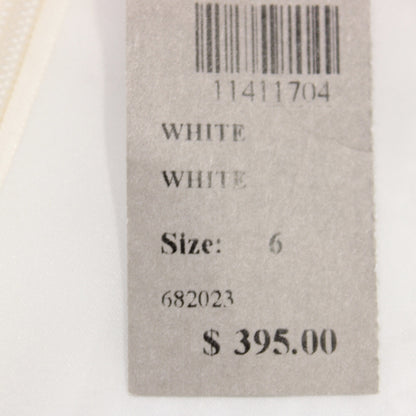 11411704
WHITE
WHITE
Size: 6
682023
$ 395.00